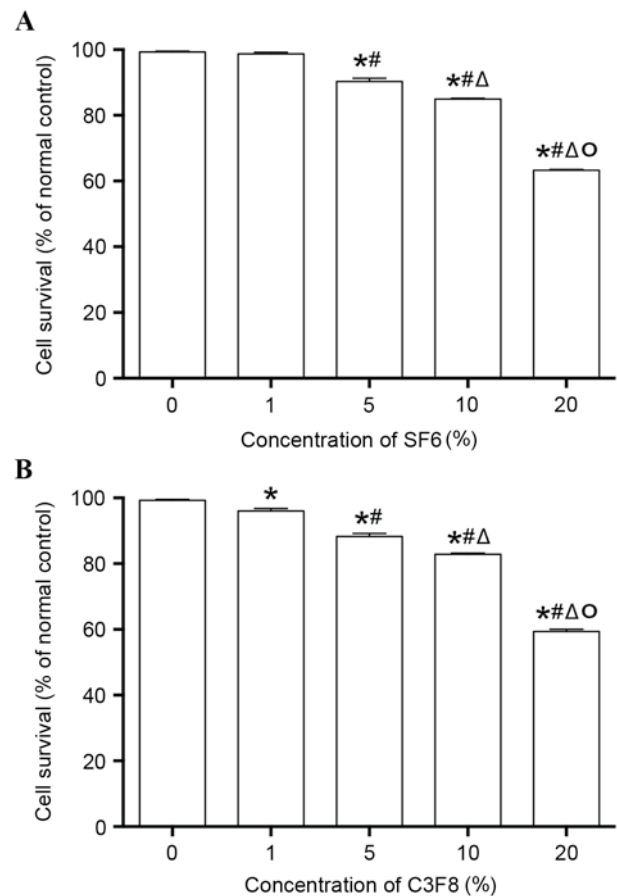 A
Cell survival (% of normal control)
100
80
60
40
20
0
*#
*#Δ
*#ΔO
0 1 5 10 20
Concentration of SF6 (%)
B
Cell survival (% of normal control)
100
80
60
40
20
0
*
*#
*#Δ
*#ΔO
0 1 5 10 20
Concentration of C3F8 (%)